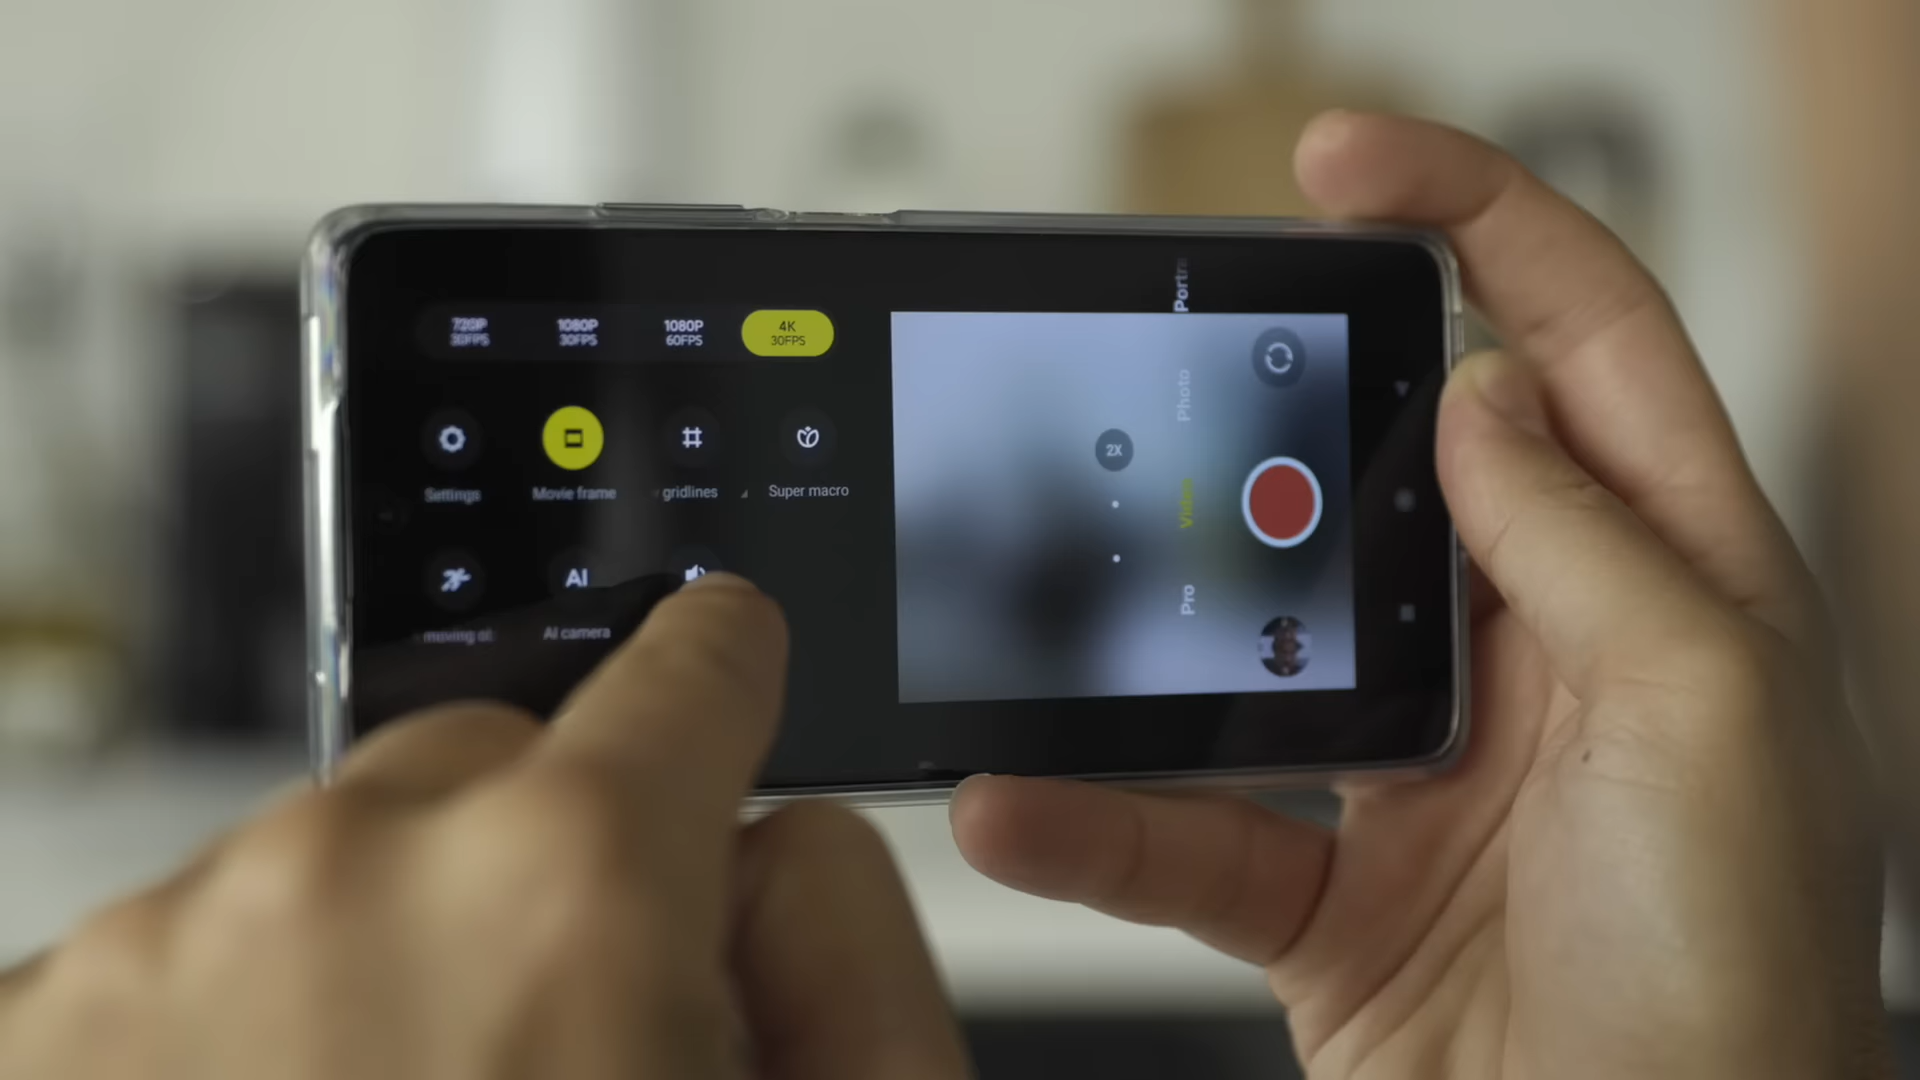 720P
30FPS
1080P
30FPS
1080P
60FPS
4K
30FPS
Settings
Movie frame
gridlines
Super macro
moving
AI
AI camera
2X
Portra
Photo
Video
Pro